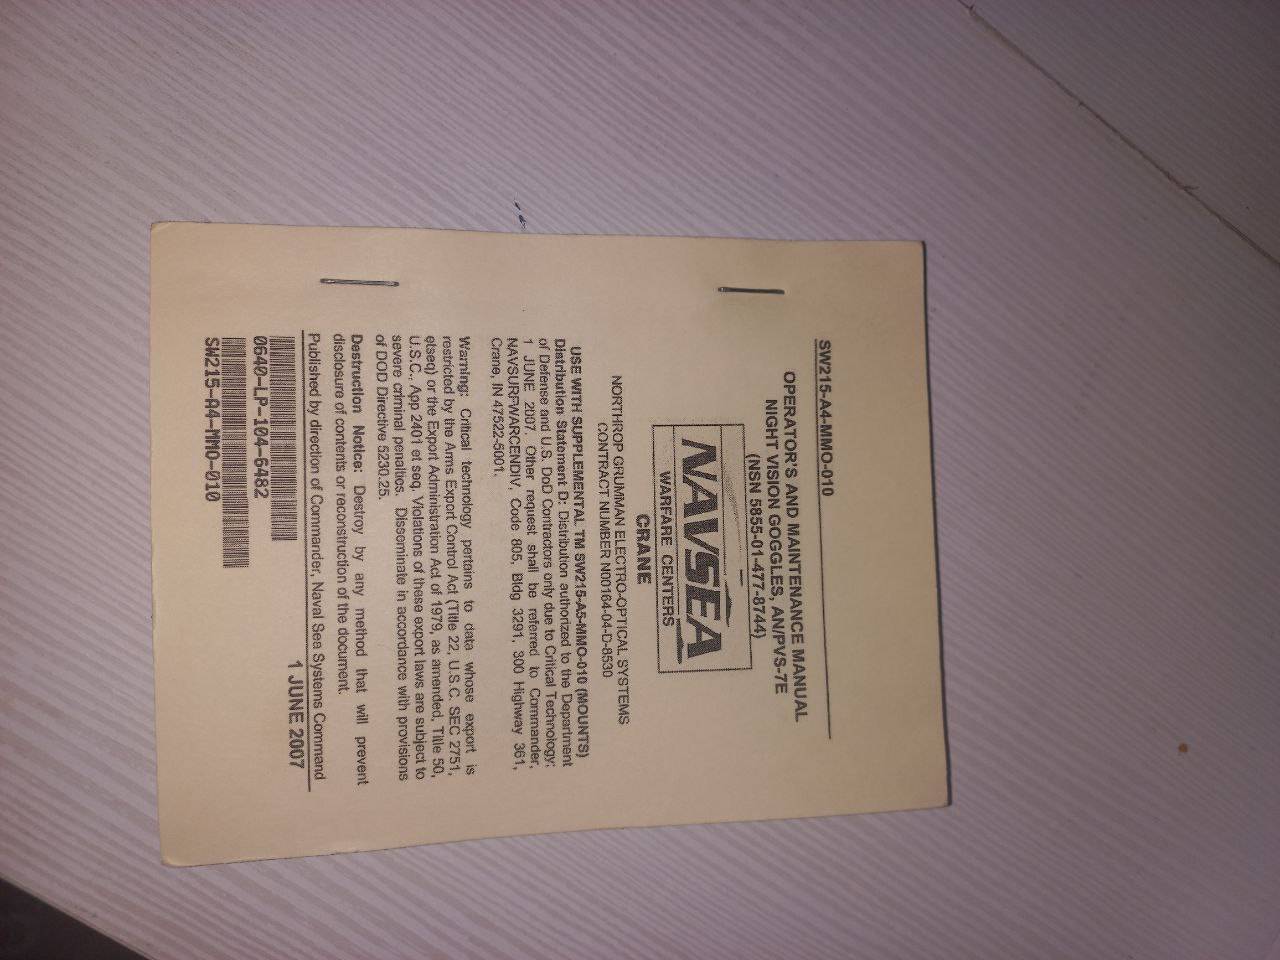 SW215-A4-MMO-010
OPERATOR'S AND MAINTENANCE MANUAL
NIGHT VISION GOGGLES, AN/PVS-7E
(NSN 5855-01-477-8744)
NAVSEA
WARFARE CENTERS
CRANE
NORTHROP GRUMMAN ELECTRO-OPTICAL SYSTEMS
CONTRACT NUMBER N00164-04-D-8530
USE WITH SUPPLEMENTAL TM SW215-A5-MMO-010 (MOUNTS)
Distribution Statement D: Distribution authorized to the Department
of Defense and U.S. DoD Contractors only due to Critical Technology;
1 JUNE 2007. Other request shall be referred to Commander,
NAVSURFWARCENDIV, Code 805, Bldg 3291, 300 Highway 361,
Crane, IN 47522-5001.
Warning: Critical technology pertains to data whose export is
restricted by the Arms Export Control Act (Title 22, U.S.C. SEC 2751,
etseq) or the Export Administration Act of 1979, as amended, Title 50,
U.S.C., App 2401 et seq. Violations of these export laws are subject to
severe criminal penalties. Disseminate in accordance with provisions
of DOD Directive 5230.25.
Destruction Notice: Destroy by any method that will prevent
disclosure of contents or reconstruction of the document.
Published by direction of Commander, Naval Sea Systems Command
1 JUNE 2007
0640-LP-104-6482
SW215-A4-MMO-010